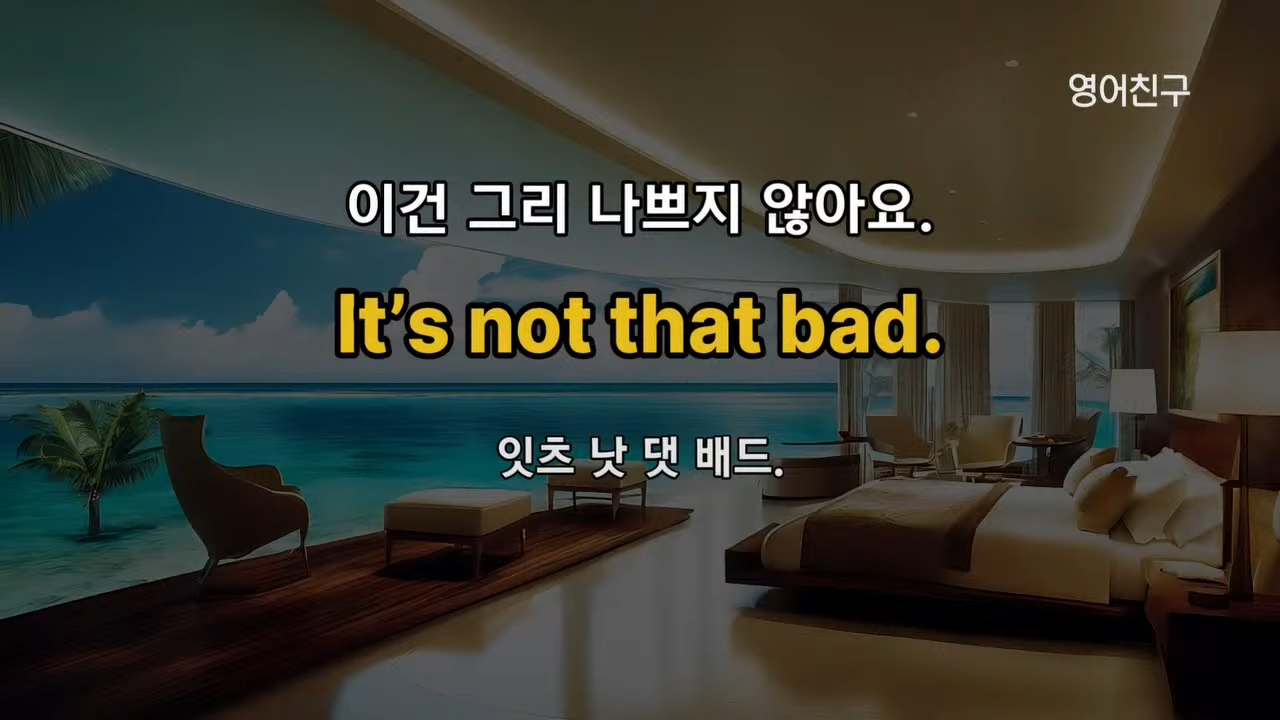 영어친구
이건 그리 나쁘지 않아요.
It’s not that bad.
잇츠 낫 댓 배드.